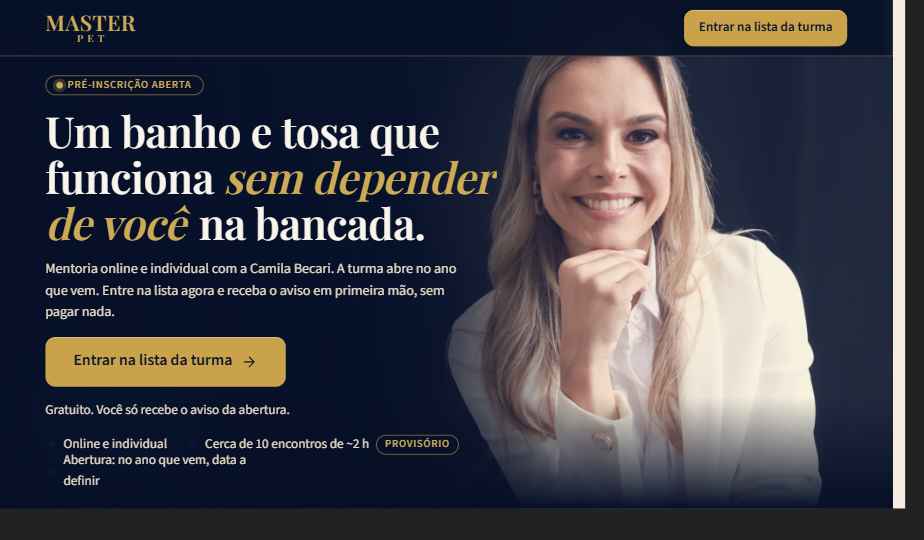 MASTER
PET
Entrar na lista da turma
PRÉ-INSCRIÇÃO ABERTA
Um banho e tosa que
funciona sem depender
de você na bancada.
Mentoria online e individual com a Camila Becari. A turma abre no ano
que vem. Entre na lista agora e receba o aviso em primeira mão, sem
pagar nada.
Entrar na lista da turma →
Gratuito. Você só recebe o aviso da abertura.
Online e individual
Cerca de 10 encontros de ~2 h PROVISÓRIO
Abertura: no ano que vem, data a
definir